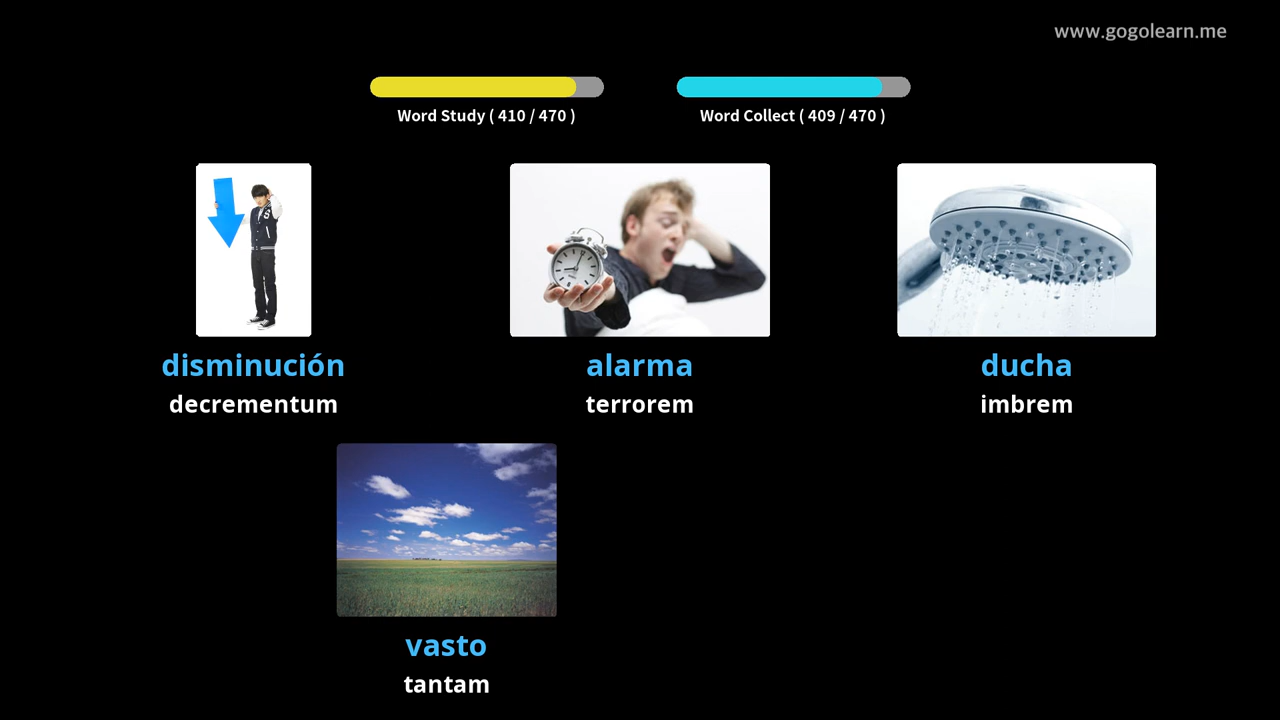 www.gogolearn.me
Word Study ( 410 / 470 )
Word Collect ( 409 / 470 )
disminución
decrementum
alarma
terrorem
ducha
imbrem
vasto
tantam